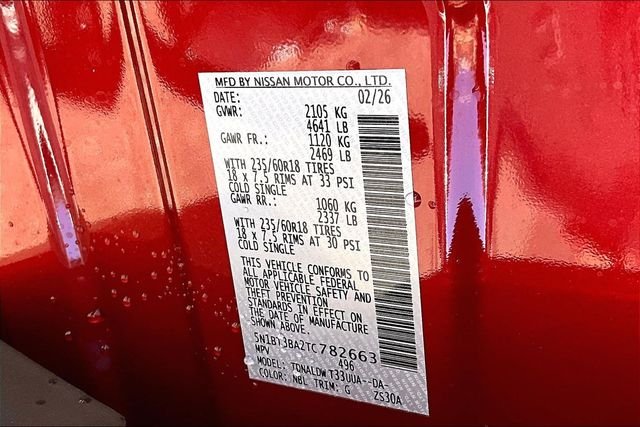 MFD BY NISSAN MOTOR CO., LTD.
DATE: 02/26
GVWR: 2105 KG
4641 LB
GAWR FR.: 1120 KG
2469 LB
WITH 235/60R18 TIRES
18 x 7.5 RIMS AT 33 PSI
COLD SINGLE
GAWR RR.: 1060 KG
2337 LB
WITH 235/60R18 TIRES
18 x 7.5 RIMS AT 30 PSI
COLD SINGLE
THIS VEHICLE CONFORMS TO
ALL APPLICABLE FEDERAL
MOTOR VEHICLE SAFETY AND
THEFT PREVENTION
STANDARDS IN EFFECT ON
THE DATE OF MANUFACTURE
SHOWN ABOVE.
5N1BT3BA2TC782663
MPV 496
MODEL: TDNALDWT33UUA--DA-
COLOR: NBL TRIM: G ZS30A